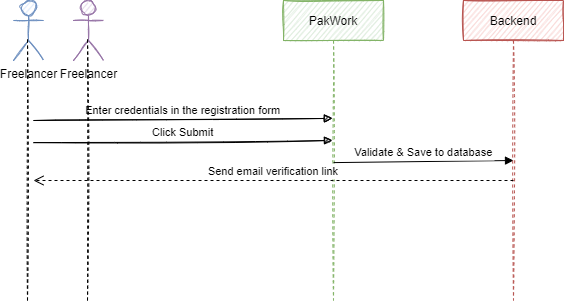 PakWork
Backend
Freelancer
Freelancer
Enter credentials in the registration form
Click Submit
Validate & Save to database
Send email verification link